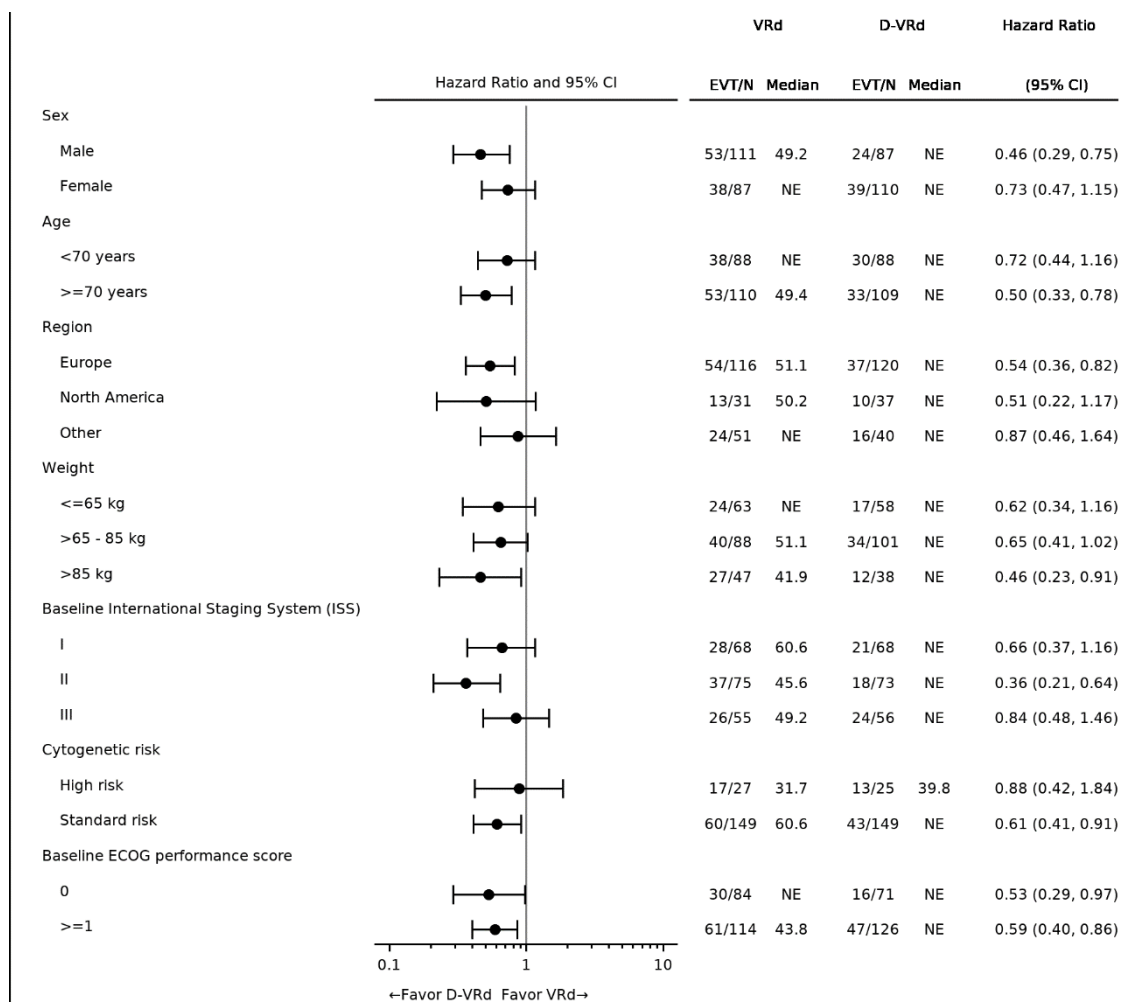 VRd D-VRd Hazard Ratio
Hazard Ratio and 95% CI EVT/N Median EVT/N Median (95% CI)
Sex
Male 53/111 49.2 24/87 NE 0.46 (0.29, 0.75)
Female 38/87 NE 39/110 NE 0.73 (0.47, 1.15)
Age
<70 years 38/88 NE 30/88 NE 0.72 (0.44, 1.16)
>=70 years 53/110 49.4 33/109 NE 0.50 (0.33, 0.78)
Region
Europe 54/116 51.1 37/120 NE 0.54 (0.36, 0.82)
North America 13/31 50.2 10/37 NE 0.51 (0.22, 1.17)
Other 24/51 NE 16/40 NE 0.87 (0.46, 1.64)
Weight
<=65 kg 24/63 NE 17/58 NE 0.62 (0.34, 1.16)
>65 - 85 kg 40/88 51.1 34/101 NE 0.65 (0.41, 1.02)
>85 kg 27/47 41.9 12/38 NE 0.46 (0.23, 0.91)
Baseline International Staging System (ISS)
I 28/68 60.6 21/68 NE 0.66 (0.37, 1.16)
II 37/75 45.6 18/73 NE 0.36 (0.21, 0.64)
III 26/55 49.2 24/56 NE 0.84 (0.48, 1.46)
Cytogenetic risk
High risk 17/27 31.7 13/25 39.8 0.88 (0.42, 1.84)
Standard risk 60/149 60.6 43/149 NE 0.61 (0.41, 0.91)
Baseline ECOG performance score
0 30/84 NE 16/71 NE 0.53 (0.29, 0.97)
>=1 61/114 43.8 47/126 NE 0.59 (0.40, 0.86)
0.1 1 10
←Favor D-VRd Favor VRd→